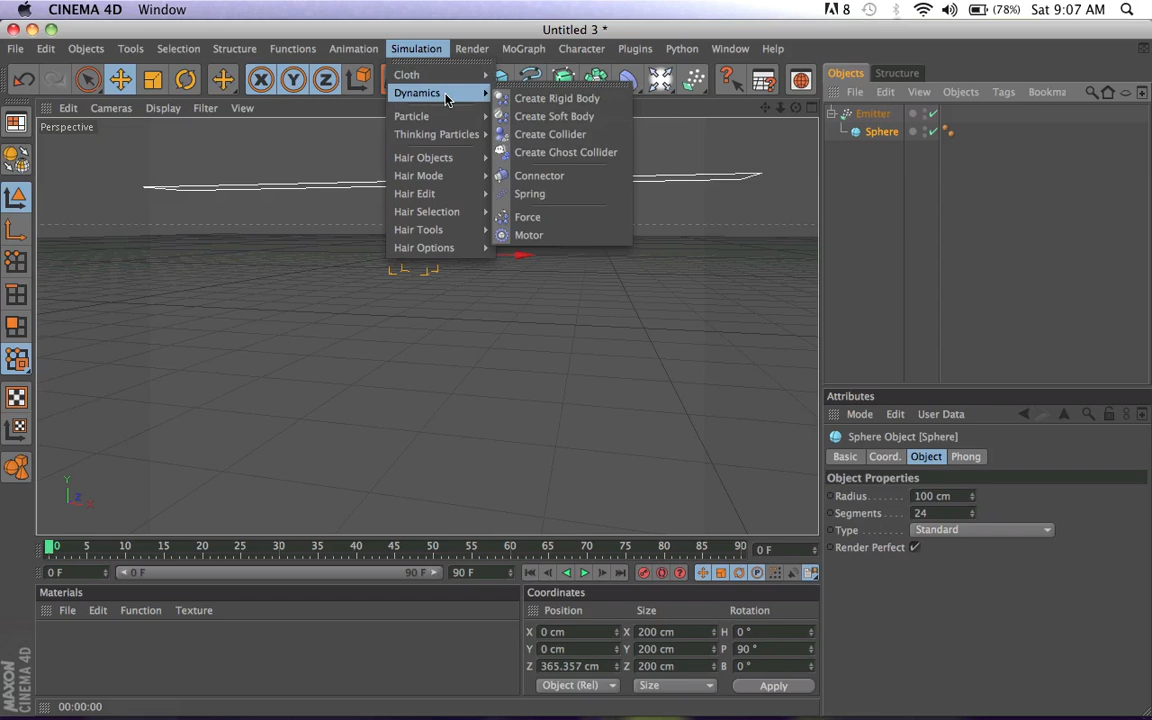 CINEMA 4D Window 8 (78%) Sat 9:07 AM
Untitled 3 *
File Edit Objects Tools Selection Structure Functions Animation Simulation Render MoGraph Character Plugins Python Window Help
X Y Z
Objects Structure
File Edit View Objects Tags Bookma
Edit Cameras Display Filter View
Perspective
Cloth
Dynamics
Particle
Thinking Particles
Hair Objects
Hair Mode
Hair Edit
Hair Selection
Hair Tools
Hair Options
Create Rigid Body
Create Soft Body
Create Collider
Create Ghost Collider
Connector
Spring
Force
Motor
Emitter
Sphere
Attributes
Mode Edit User Data
Sphere Object [Sphere]
Basic Coord. Object Phong
Object Properties
Radius....... 100 cm
Segments.... 24
Type........ Standard
Render Perfect
Y
Z
X
0 5 10 15 20 25 30 35 40 45 50 55 60 65 70 75 80 85 90 0 F
0 F 0 F 90 F 90 F
Materials
File Edit Function Texture
Coordinates
Position Size Rotation
X 0 cm X 200 cm H 0 °
Y 0 cm Y 200 cm P 90 °
Z 365.357 cm Z 200 cm B 0 °
Object (Rel) Size Apply
MAXON
CINEMA 4D
00:00:00